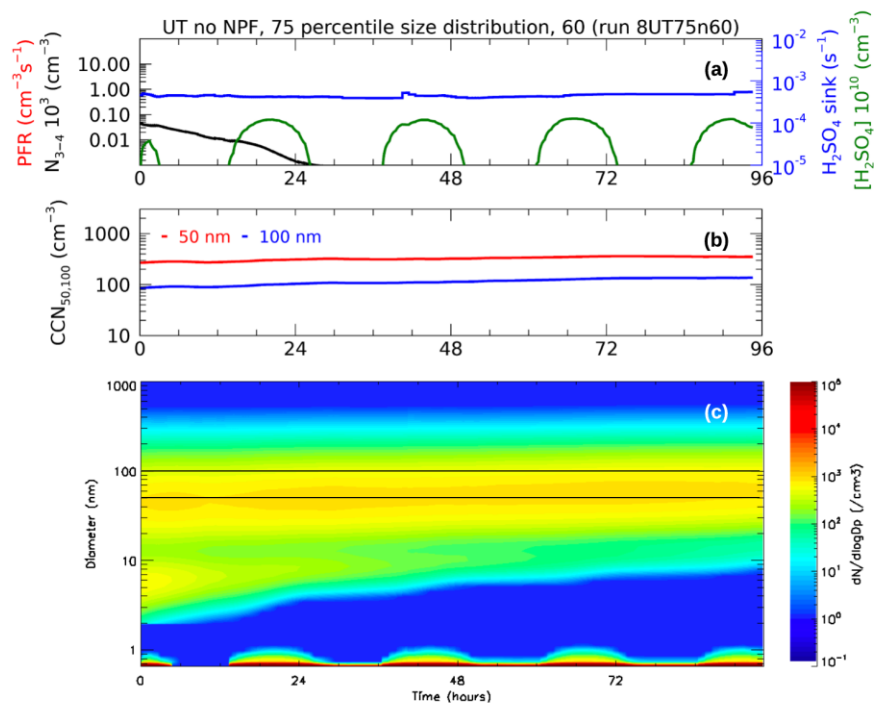 UT no NPF, 75 percentile size distribution, 60 (run 8UT75n60)
PFR (cm⁻³s⁻¹)
N₃₋₄ 10³ (cm⁻³)
10.00
1.00
0.10
0.01
(a)
10⁻²
10⁻³
10⁻⁴
10⁻⁵
H₂SO₄ sink (s⁻¹)
[H₂SO₄] 10¹⁰ (cm⁻³)
0 24 48 72 96
CCN₅₀,₁₀₀ (cm⁻³)
1000
100
10
50 nm 100 nm
(b)
0 24 48 72 96
Diameter (nm)
1000
100
10
1
(c)
0 24 48 72
Time (hours)
10⁵
10⁴
10³
10²
10¹
10⁰
10⁻¹
dN/dlogDp (/cm3)